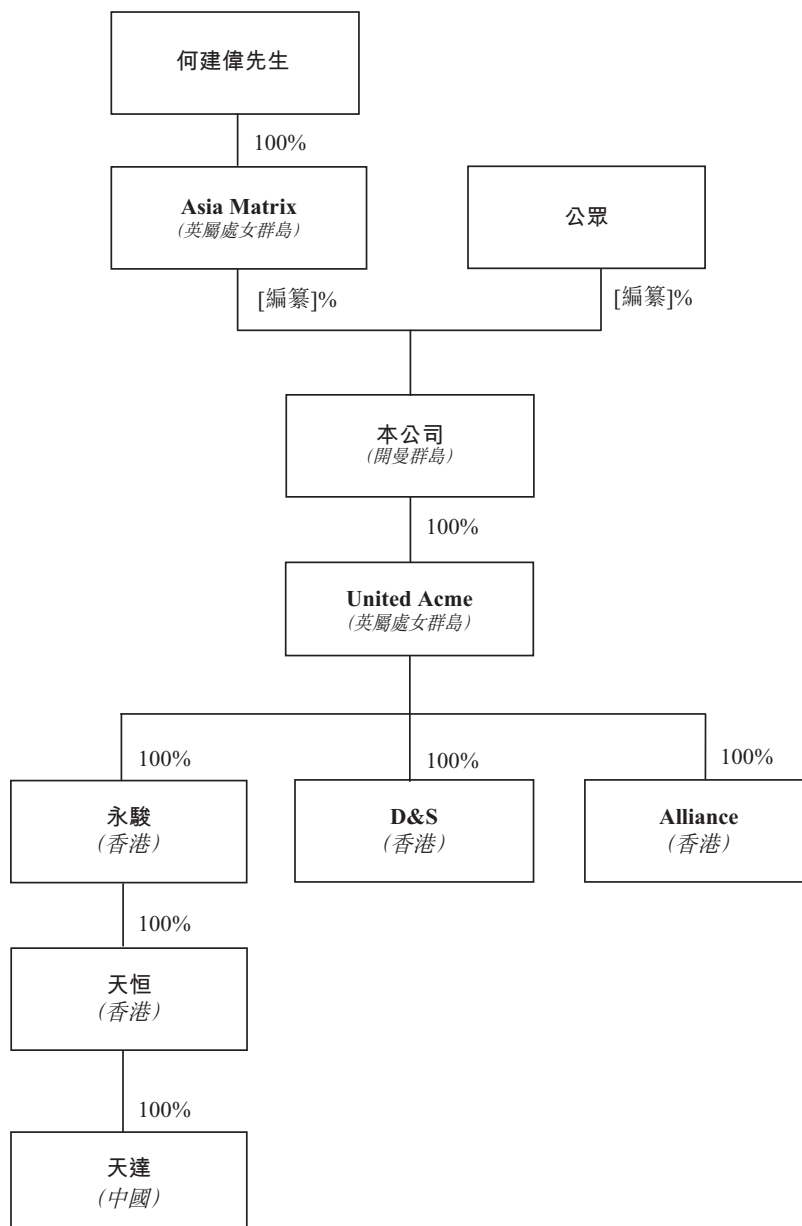 何建偉先生
100%
Asia Matrix
(英屬處女群島)
公眾
[編纂]%
[編纂]%
本公司
(開曼群島)
100%
United Acme
(英屬處女群島)
100%
100%
100%
永駿
(香港)
D&S
(香港)
Alliance
(香港)
100%
天恒
(香港)
100%
天達
(中國)